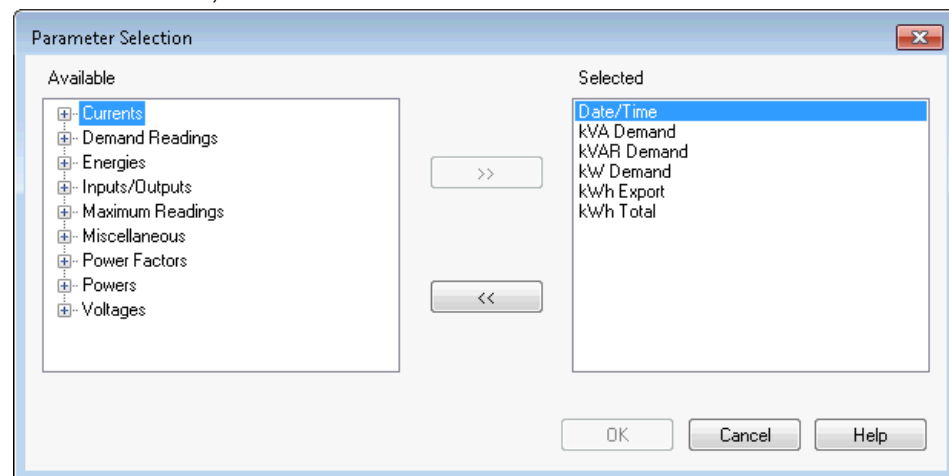 Parameter Selection
Available
Selected
Currents
Demand Readings
Energies
Inputs/Outputs
Maximum Readings
Miscellaneous
Power Factors
Powers
Voltages
>>
<<
Date/Time
kVA Demand
kVAR Demand
kW Demand
kWh Export
kWh Total
OK
Cancel
Help